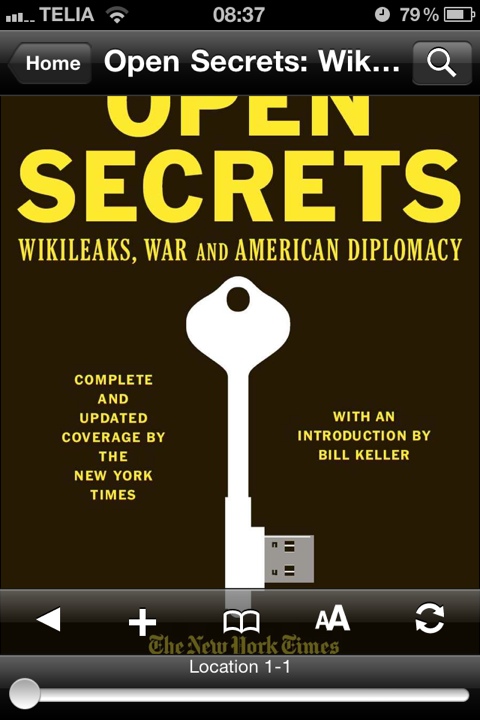 TELIA 08:37 79%
Home Open Secrets: Wik...
OPEN
SECRETS
WIKILEAKS, WAR AND AMERICAN DIPLOMACY
COMPLETE
AND
UPDATED
COVERAGE BY
THE
NEW YORK
TIMES
WITH AN
INTRODUCTION BY
BILL KELLER
AA
The New York Times
Location 1-1